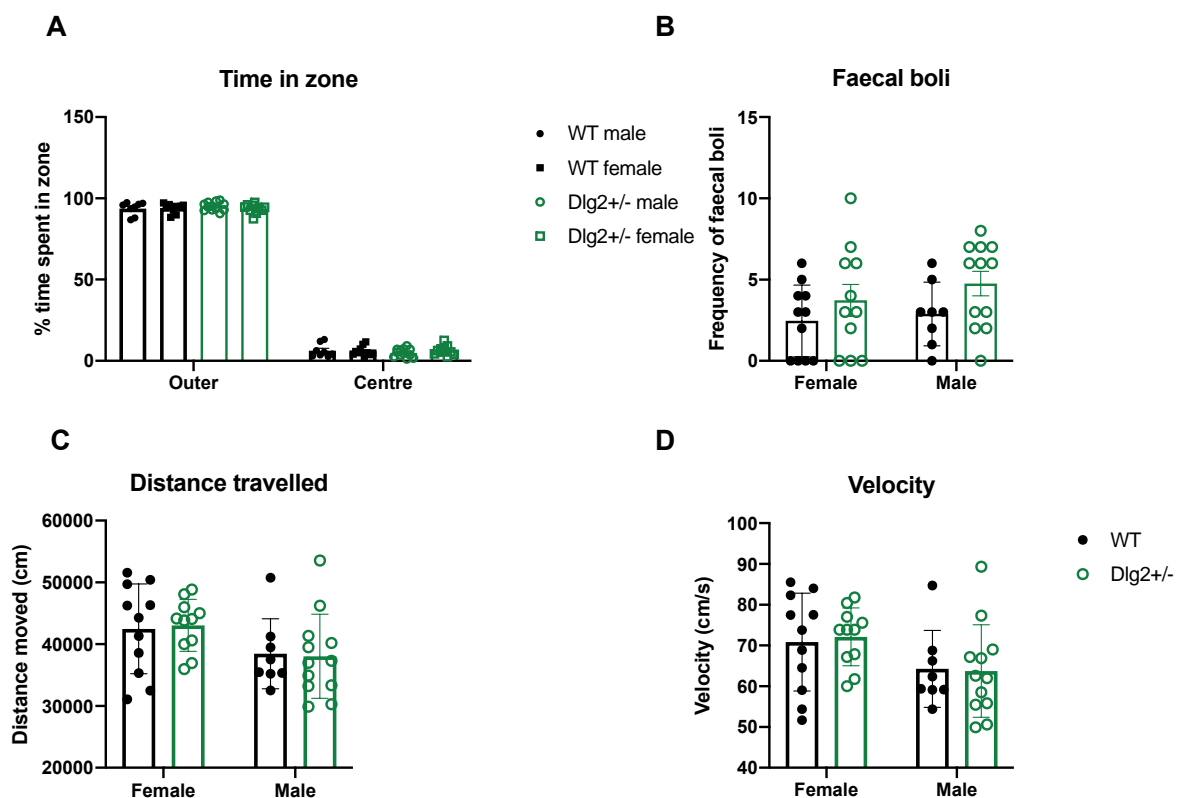 A
Time in zone
% time spent in zone
150
100
50
0
Outer
Centre
WT male
WT female
Dlg2+/- male
Dlg2+/- female
B
Faecal boli
Frequency of faecal boli
15
10
5
0
Female
Male
C
Distance travelled
Distance moved (cm)
60000
50000
40000
30000
20000
Female
Male
D
Velocity
Velocity (cm/s)
100
90
80
70
60
50
40
Female
Male
WT
Dlg2+/-